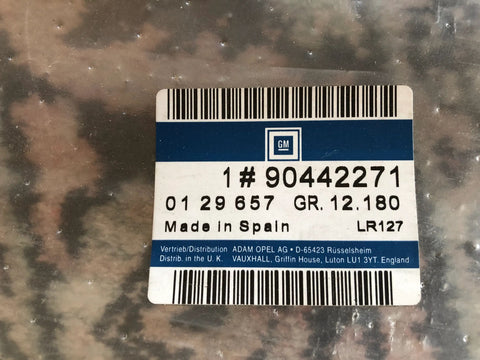 GM
1# 90442271
01 29 657 GR. 12.180
Made in Spain LR127
Vertrieb/Distribution ADAM OPEL AG • D-65423 Rüsselsheim
Distrib. in the U. K. VAUXHALL, Griffin House, Luton LU1 3YT. England